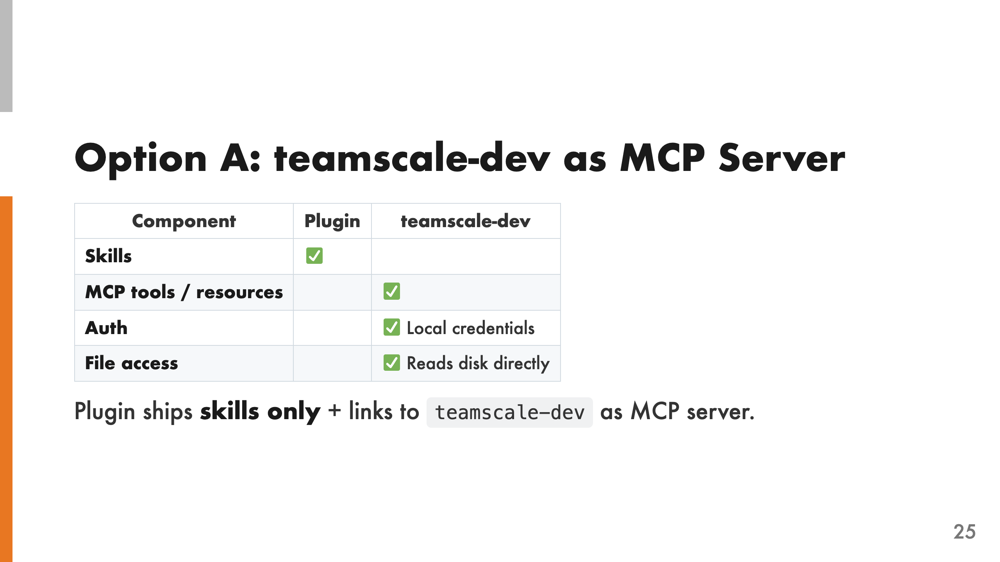 Option A: teamscale-dev as MCP Server
Component Plugin teamscale-dev
Skills ✅
MCP tools / resources ✅
Auth ✅ Local credentials
File access ✅ Reads disk directly
Plugin ships skills only + links to teamscale-dev as MCP server.
25